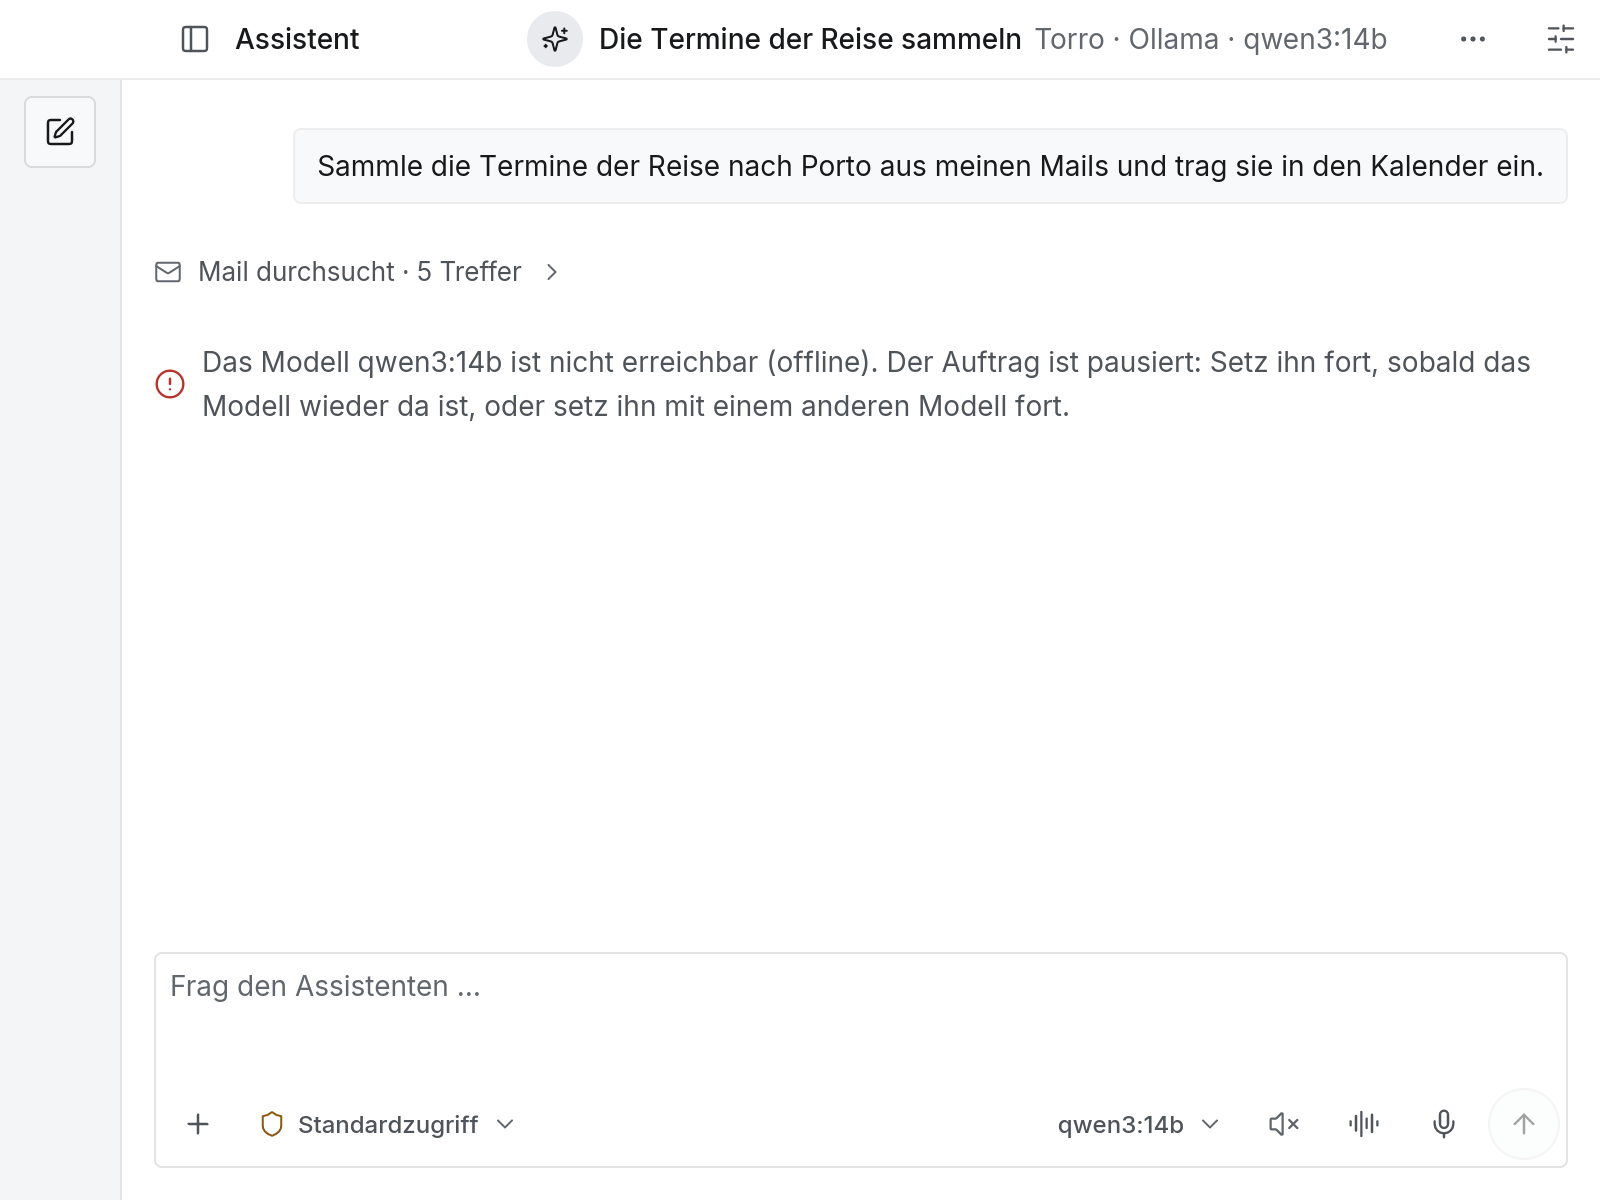 Assistent
Die Termine der Reise sammeln Torro · Ollama · qwen3:14b
Sammle die Termine der Reise nach Porto aus meinen Mails und trag sie in den Kalender ein.
Mail durchsucht · 5 Treffer
Das Modell qwen3:14b ist nicht erreichbar (offline). Der Auftrag ist pausiert: Setz ihn fort, sobald das
Modell wieder da ist, oder setz ihn mit einem anderen Modell fort.
Frag den Assistenten ...
Standardzugriff
qwen3:14b